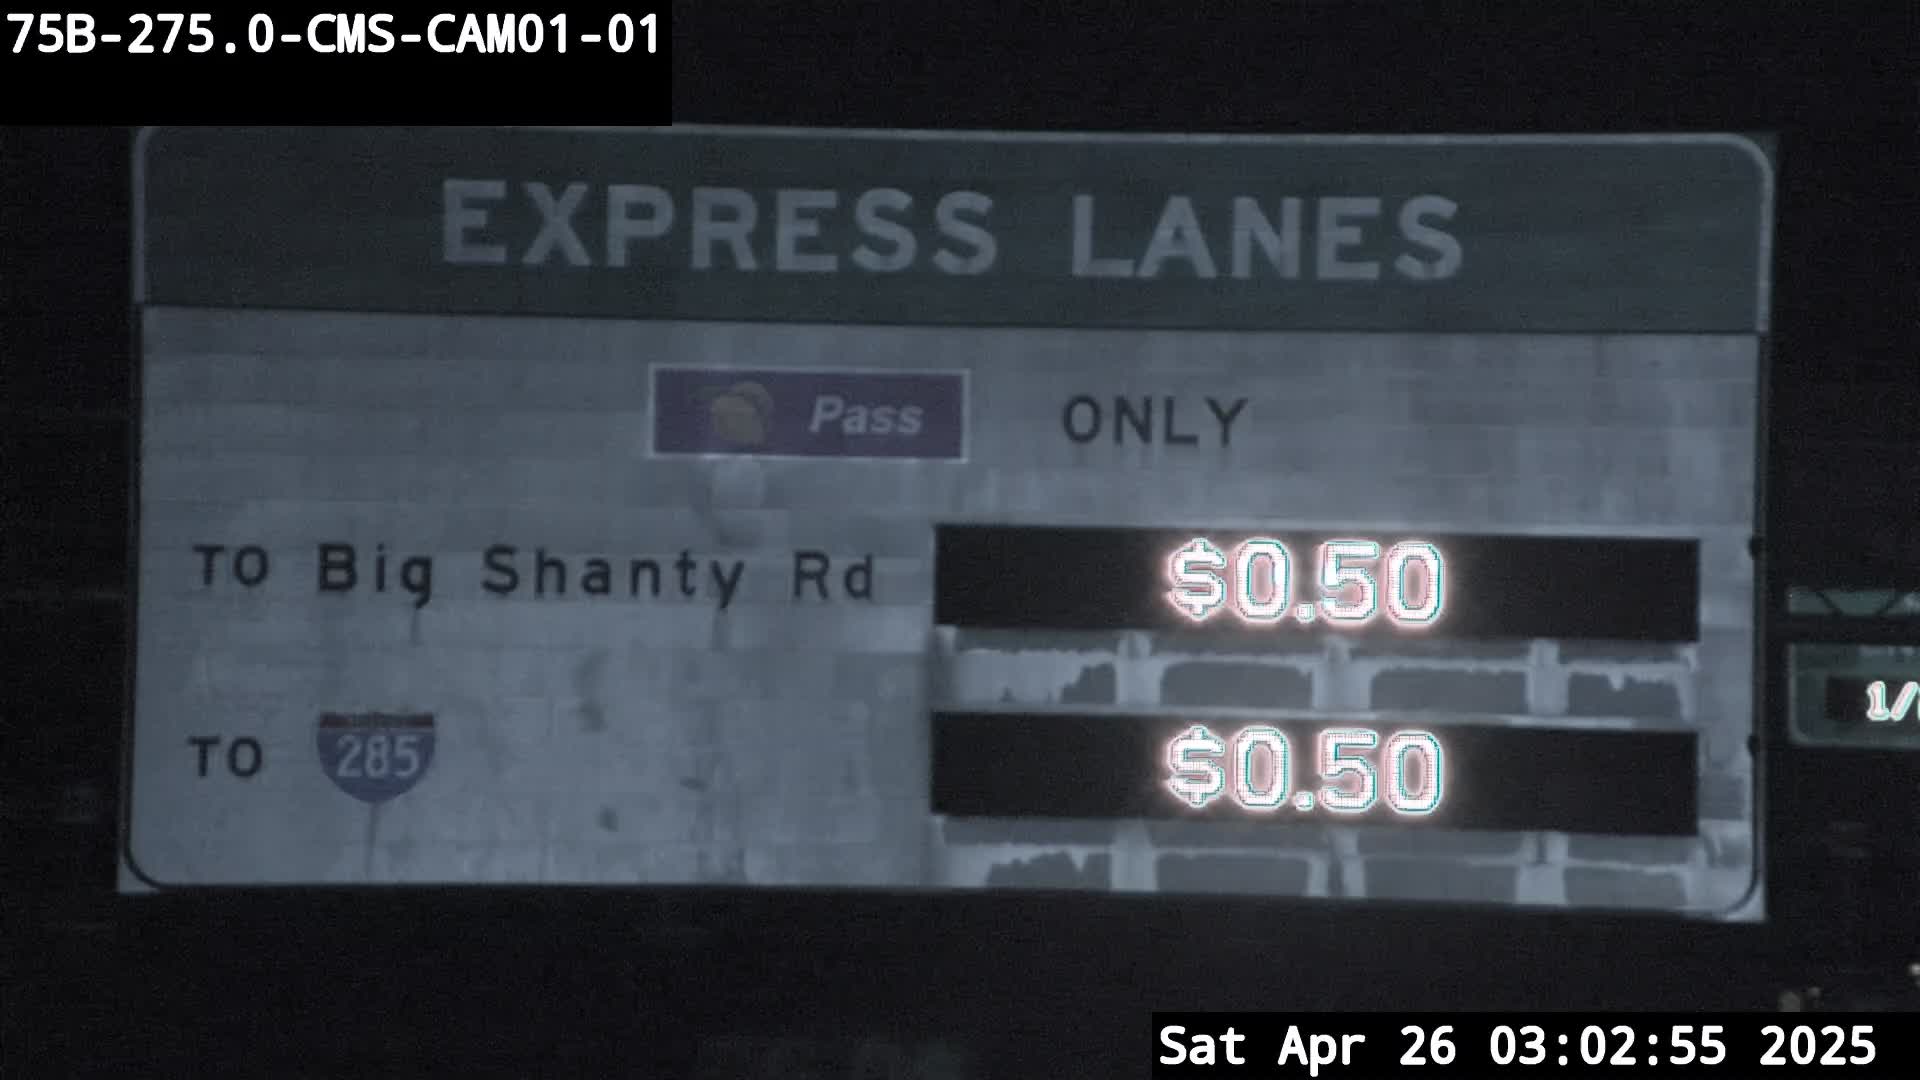 75B-275.0-CMS-CAM01-01
EXPRESS LANES
Pass ONLY
TO Big Shanty Rd $0.50
TO 285 $0.50
Sat Apr 26 03:02:55 2025